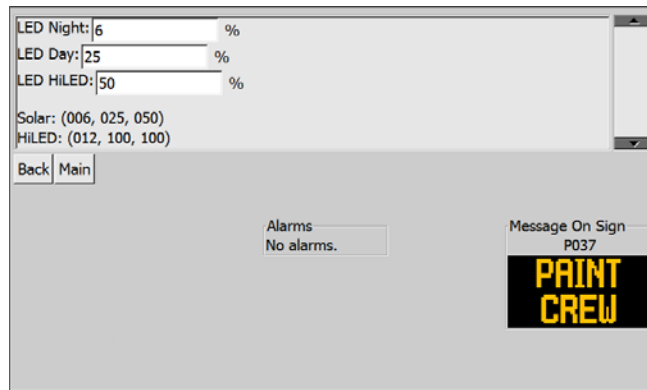 LED Night: 6 %
LED Day: 25 %
LED HiLED: 50 %
Solar: (006, 025, 050)
HiLED: (012, 100, 100)
Back Main
Alarms
No alarms.
Message On Sign
P037
PAINT
CREW